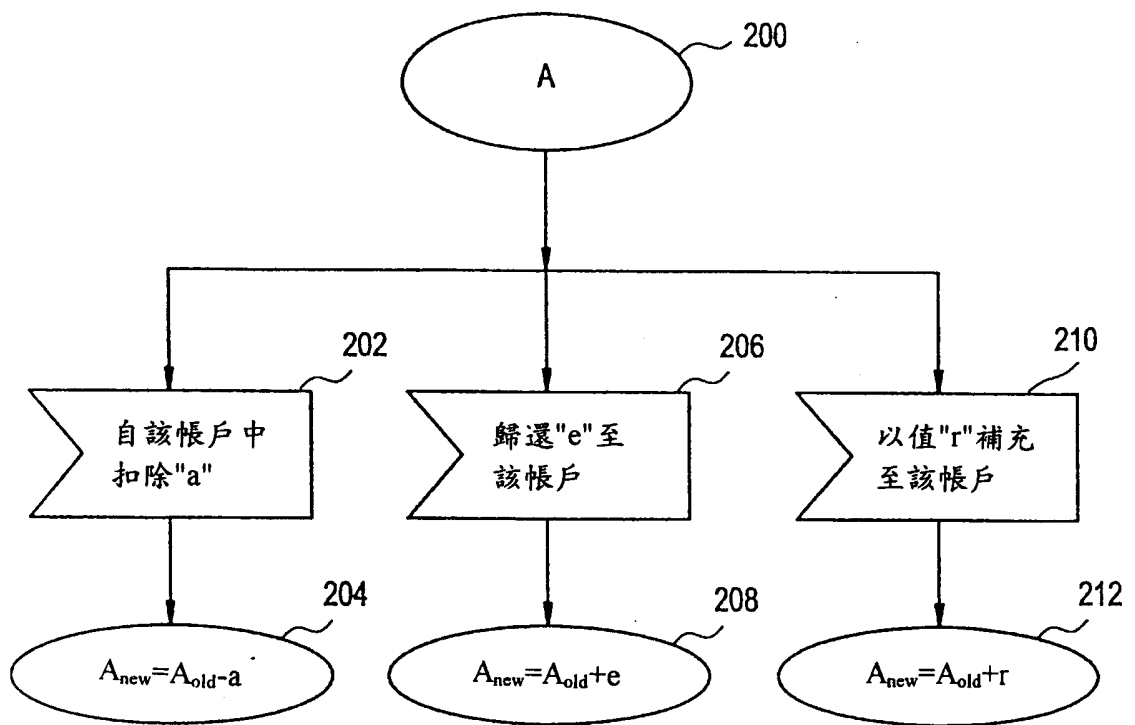 200
A
202
206
210
自該帳戶中
扣除"a"
歸還"e"至
該帳戶
以值"r"補充
至該帳戶
204
208
212
Anew=Aold-a
Anew=Aold+e
Anew=Aold+r